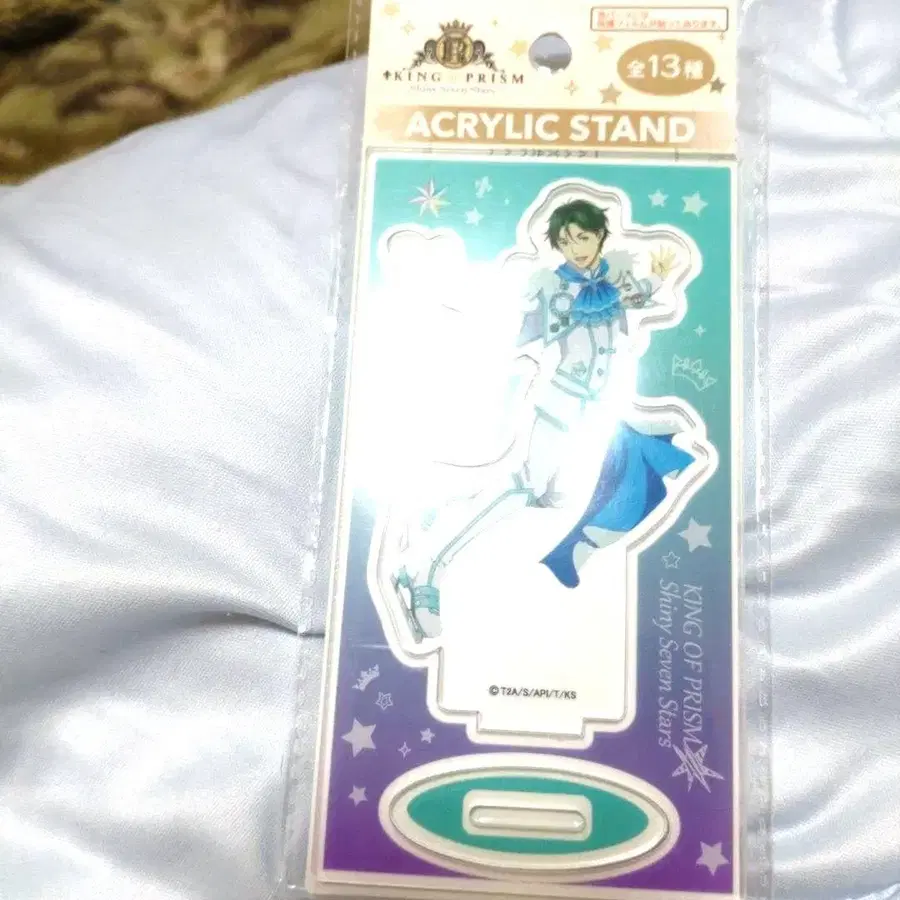 KING of PRISM
Shiny Seven Stars
全13種
ACRYLIC STAND
©T2A/S/API/T/KS
KING OF PRISM
Shiny Seven Stars